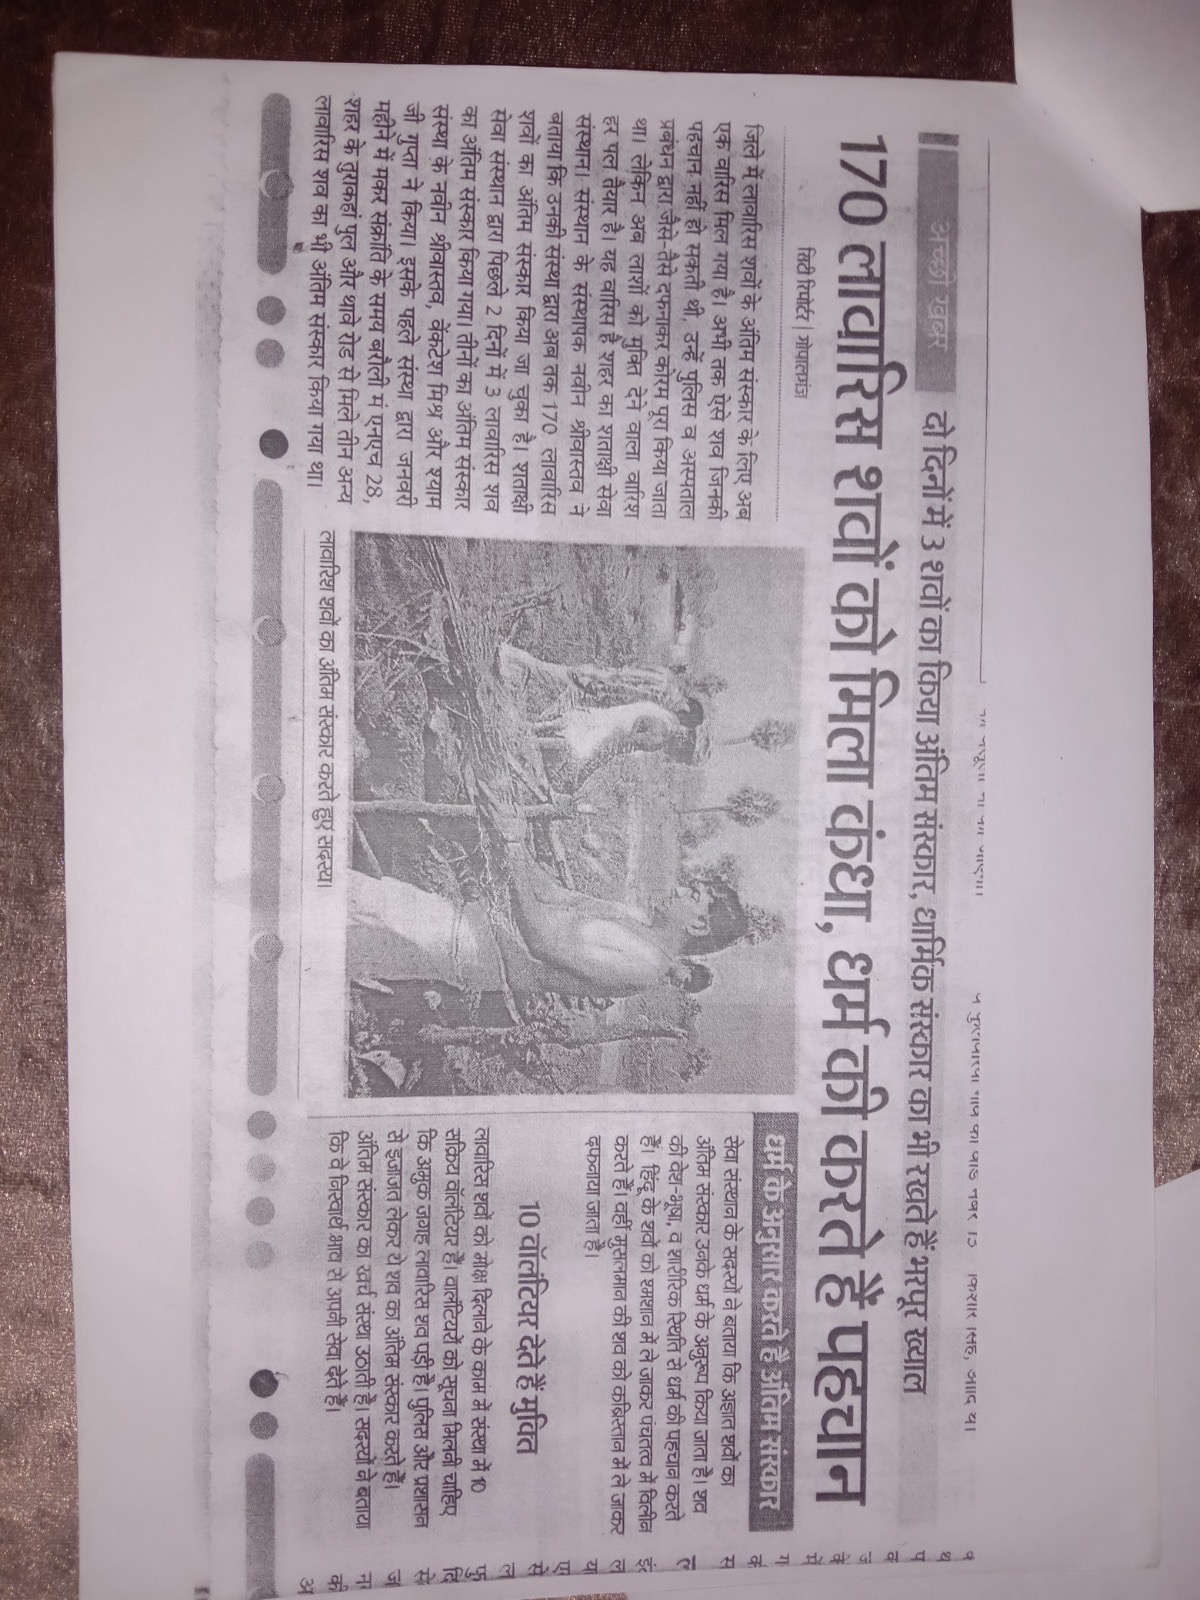 अच्छी खबर
दो दिनों में 3 शवों का किया अंतिम संस्कार, धार्मिक संस्कार का भी रखते हैं भरपूर ख्याल
170 लावारिस शवों को मिला कंधा, धर्म की करते हैं पहचान
सिटी रिपोर्टर | गोपालगंज
जिले में लावारिस शवों के अंतिम संस्कार के लिए अब
एक वारिस मिल गया है। अभी तक ऐसे शव जिनकी
पहचान नहीं हो सकती थी, उन्हें पुलिस व अस्पताल
प्रबंधन द्वारा जैसे-तैसे दफनाकर कोरम पूरा किया जाता
था। लेकिन अब लाशों को मुक्ति देने वाला वारिश
हर पल तैयार है। यह वारिस है शहर का शताक्षी सेवा
संस्थान। संस्थान के संस्थापक नवीन श्रीवास्तव ने
बताया कि उनकी संस्था द्वारा अब तक 170 लावारिस
शवों का अंतिम संस्कार किया जा चुका है। शताक्षी
सेवा संस्थान द्वारा पिछले 2 दिनों में 3 लावारिस शव
का अंतिम संस्कार किया गया। तीनों का अंतिम संस्कार
संस्था के नवीन श्रीवास्तव, वेंकटेश मिश्र और श्याम
जी गुप्ता ने किया। इसके पहले संस्था द्वारा जनवरी
महीने में मकर संक्रांति के समय बरौली में एनएच 28,
शहर के तुरकहां पुल और थावे रोड से मिले तीन अन्य
लावारिस शव का भी अंतिम संस्कार किया गया था।
लावारिश शवों का अंतिम संस्कार करते हुए सदस्य।
धर्म के अनुसार करते हैं अंतिम संस्कार
सेवा संस्थान के सदस्यों ने बताया कि अज्ञात शवों का
अंतिम संस्कार उनके धर्म के अनुरूप किया जाता है। शव
की वेश-भूषा, व शारीरिक स्थिति से धर्म की पहचान करते
हैं। हिंदू के शवों को श्मशान में ले जाकर पंचतत्व में विलीन
करते हैं। वहीं मुसलमान की शव को कब्रिस्तान में ले जाकर
दफनाया जाता है।
10 वॉलंटियर देते हैं मुक्ति
लावारिस शवों को मोक्ष दिलाने के काम में संस्था में 10
सक्रिय वॉलंटियर हैं। वालंटियरों को सूचना मिलनी चाहिए
कि अमुक जगह लावारिस शव पड़ी है। पुलिस और प्रशासन
से इजाजत लेकर ये शव का अंतिम संस्कार करते हैं।
अंतिम संस्कार का खर्च संस्था उठाती है। सदस्यों ने बताया
कि वे निस्वार्थ भाव से अपनी सेवा देते हैं।